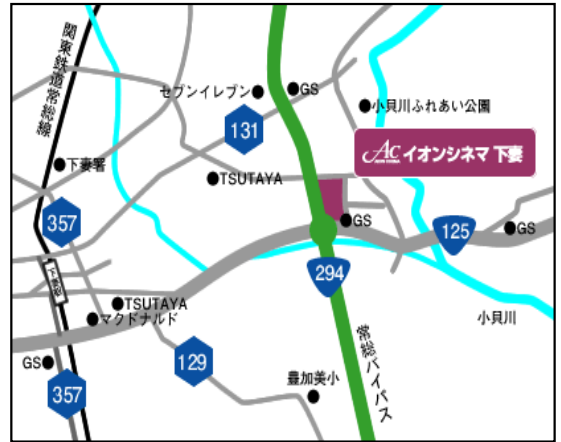 関東鉄道常総線
セブンイレブン
GS
小貝川ふれあい公園
131
AC イオンシネマ 下妻
下妻署
TSUTAYA
357
GS
125
GS
下妻駅
294
TSUTAYA
マクドナルド
小貝川
常総バイパス
129
GS
357
豊加美小